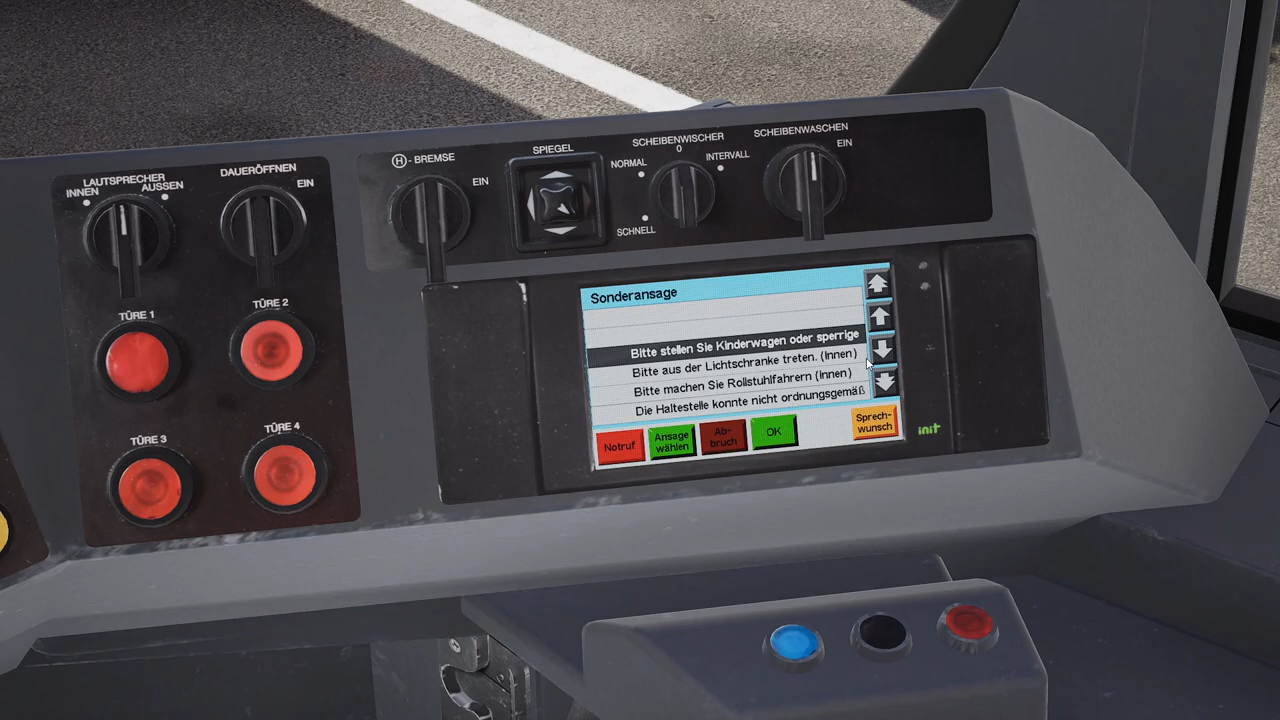 LAUTSPRECHER
INNEN
AUSSEN
DAUERÖFFNEN
EIN
TÜRE 1
TÜRE 2
TÜRE 3
TÜRE 4
H - BREMSE
EIN
SPIEGEL
SCHEIBENWISCHER
0
NORMAL
INTERVALL
SCHNELL
SCHEIBENWASCHEN
EIN
Sonderansage
Bitte stellen Sie Kinderwagen oder sperrige
Bitte aus der Lichtschranke treten. (Innen)
Bitte machen Sie Rollstuhlfahrern (Innen)
Die Haltestelle konnte nicht ordnungsgemäß
Notruf
Ansage
wählen
Ab-
bruch
OK
Sprech-
wunsch
init